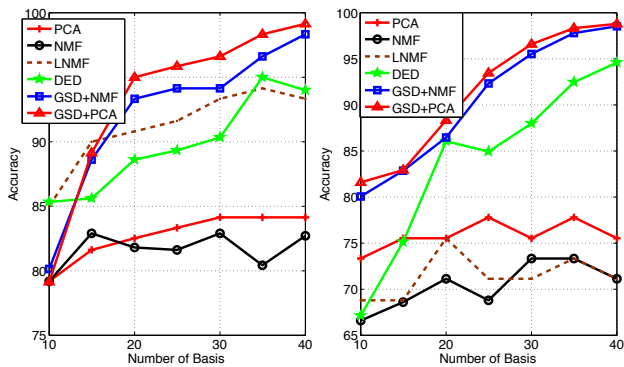 100
95
90
85
80
75
10
20
30
40
Accuracy
Number of Basis
PCA
NMF
LNMF
DED
GSD+NMF
GSD+PCA
100
95
90
85
80
75
70
65
10
20
30
40
Accuracy
Number of Basis
PCA
NMF
LNMF
DED
GSD+NMF
GSD+PCA